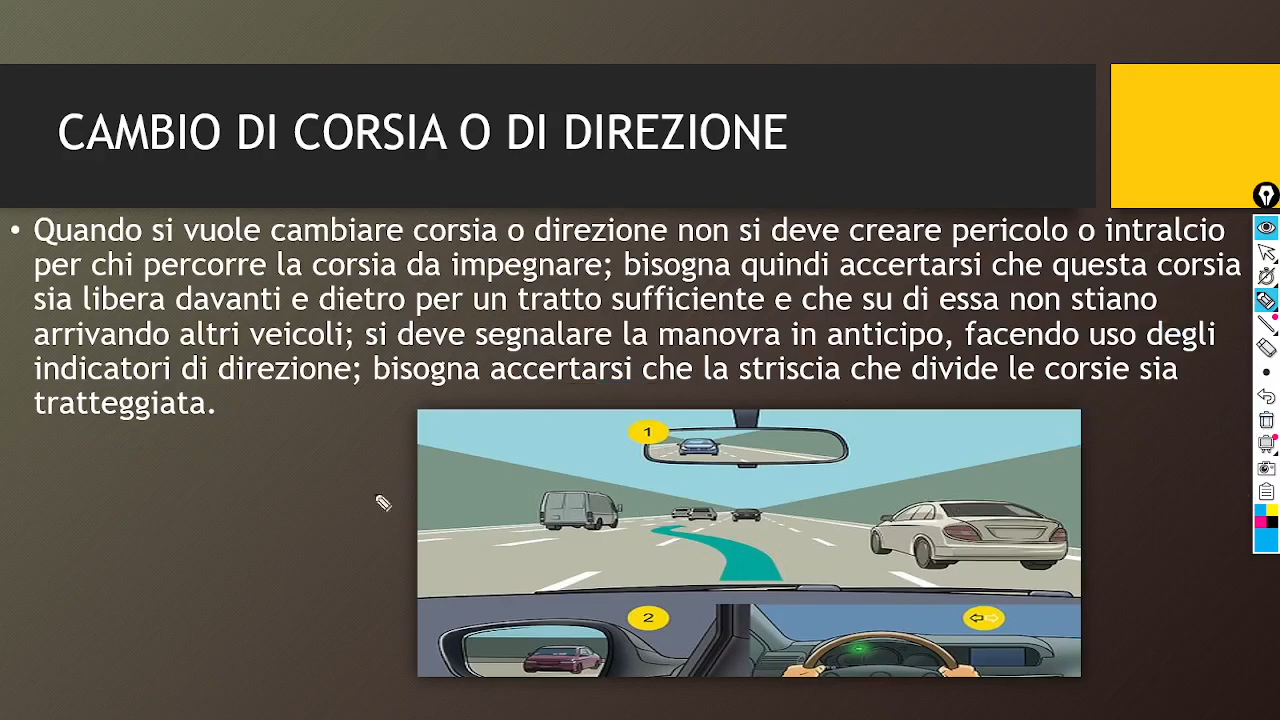 CAMBIO DI CORSIA O DI DIREZIONE
• Quando si vuole cambiare corsia o direzione non si deve creare pericolo o intralcio
per chi percorre la corsia da impegnare; bisogna quindi accertarsi che questa corsia
sia libera davanti e dietro per un tratto sufficiente e che su di essa non stiano
arrivando altri veicoli; si deve segnalare la manovra in anticipo, facendo uso degli
indicatori di direzione; bisogna accertarsi che la striscia che divide le corsie sia
tratteggiata.
1
2